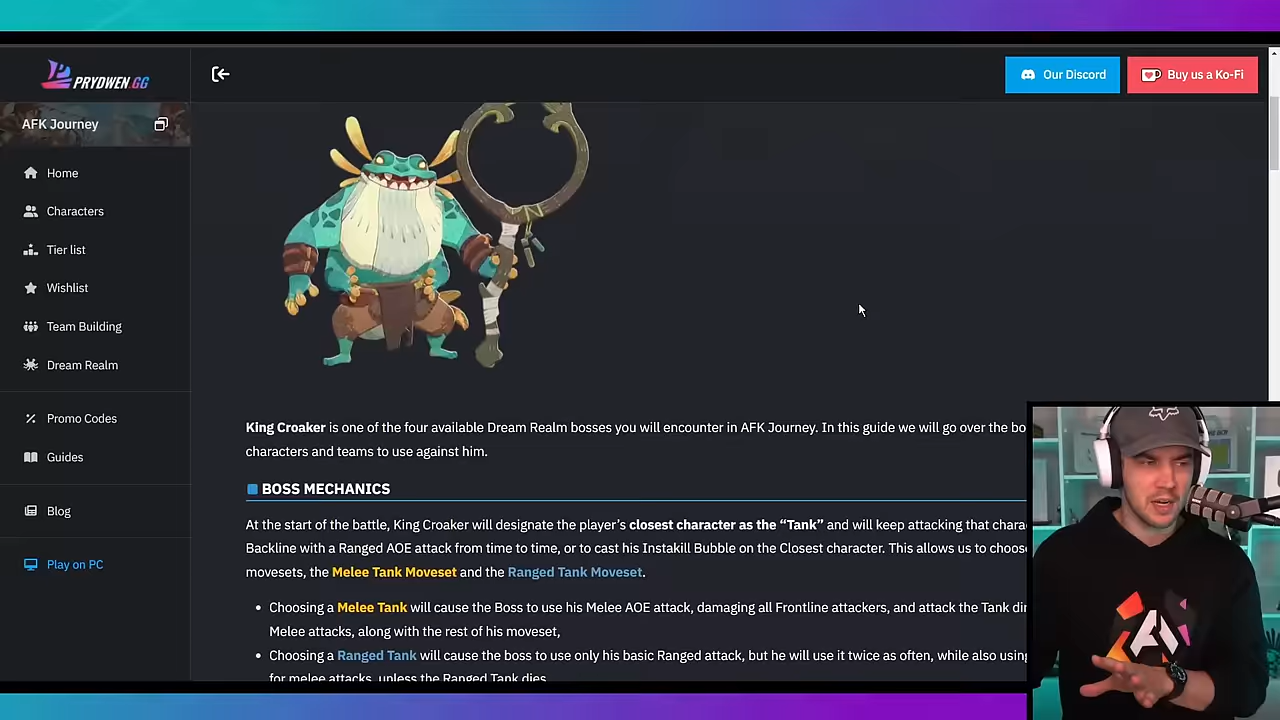 PRYDWEN.GG
Our Discord
Buy us a Ko-Fi
AFK Journey
Home
Characters
Tier list
Wishlist
Team Building
Dream Realm
Promo Codes
Guides
Blog
Play on PC
King Croaker is one of the four available Dream Realm bosses you will encounter in AFK Journey. In this guide we will go over the
characters and teams to use against him.
BOSS MECHANICS
At the start of the battle, King Croaker will designate the player's closest character as the “Tank” and will keep attacking that
Backline with a Ranged AOE attack from time to time, or to cast his Instakill Bubble on the Closest character. This allows us to
movesets, the Melee Tank Moveset and the Ranged Tank Moveset.
• Choosing a Melee Tank will cause the Boss to use his Melee AOE attack, damaging all Frontline attackers, and attack the Tank
Melee attacks, along with the rest of his moveset,
• Choosing a Ranged Tank will cause the boss to use only his basic Ranged attack, but he will use it twice as often, while also using
for melee attacks, unless the Ranged Tank dies